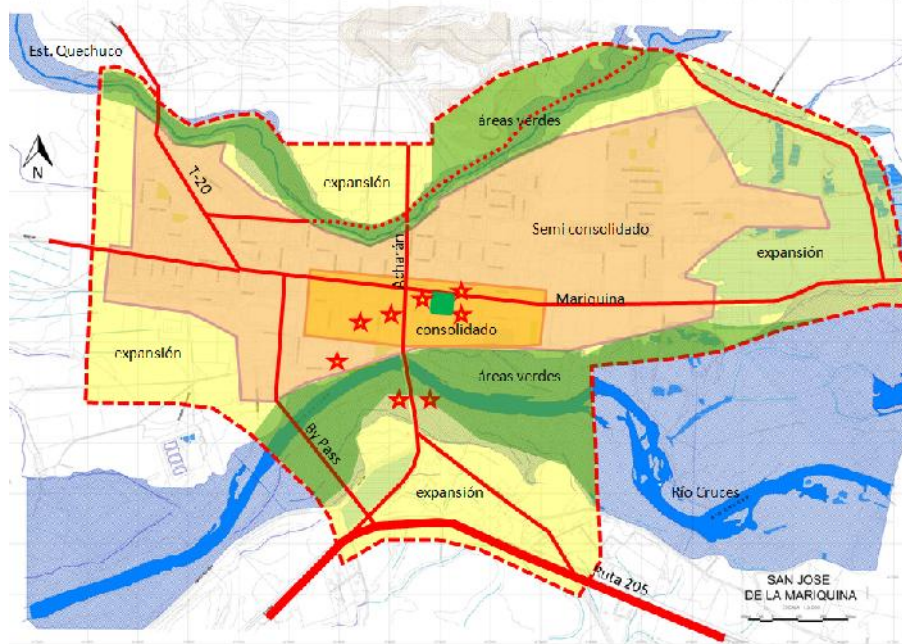 Est. Quechuco
áreas verdes
N
T-20
expansión
Acharán
Semi consolidado
expansión
Mariquina
consolidado
expansión
áreas verdes
By Pass
expansión
Río Cruces
Ruta 205
SAN JOSE
DE LA MARIQUINA